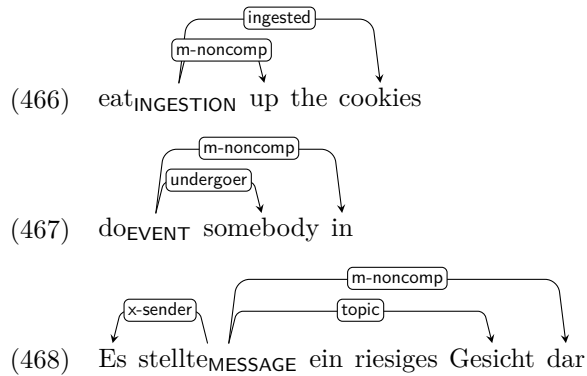 ingested
m-noncomp
(466) eatINGESTION up the cookies
m-noncomp
undergoer
(467) doEVENT somebody in
m-noncomp
x-sender topic
(468) Es stellteMESSAGE ein riesiges Gesicht dar